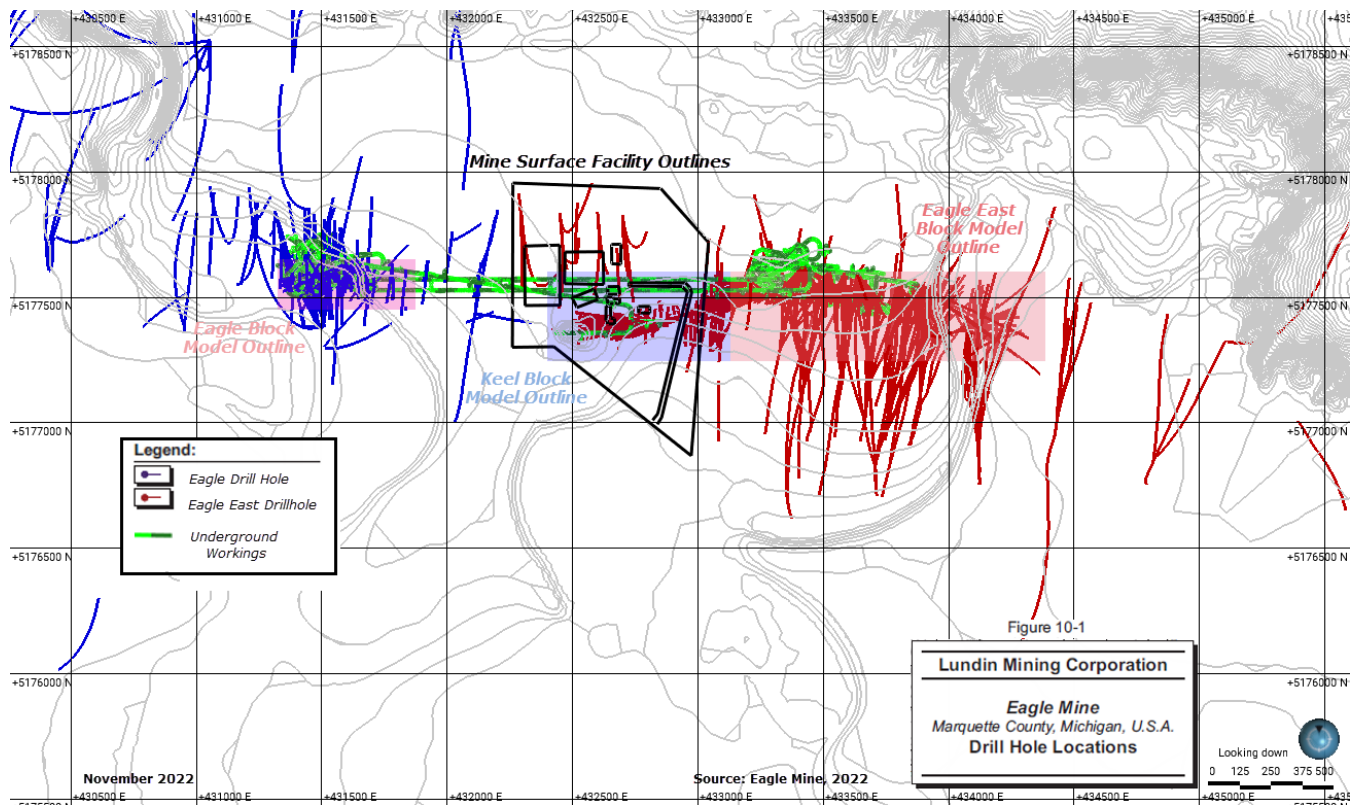 +430500 E +431000 E +431500 E +432000 E +432500 E +433000 E +433500 E +434000 E +434500 E +435000 E
+5178500 N +5178500 N
Mine Surface Facility Outlines
+5178000 N +5178000 N
Eagle East
Block Model
Outline
+5177500 N +5177500 N
Eagle Block
Model Outline
Keel Block
Model Outline
+5177000 N +5177000 N
Legend:
Eagle Drill Hole
Eagle East Drillhole
Underground
Workings
+5176500 N +5176500 N
Figure 10-1
Lundin Mining Corporation
Eagle Mine
Marquette County, Michigan, U.S.A.
Drill Hole Locations
+5176000 N +5176000 N
Looking down
0 125 250 375 500
November 2022
Source: Eagle Mine, 2022
+430500 E +431000 E +431500 E +432000 E +432500 E +433000 E +433500 E +434000 E +434500 E +435000 E